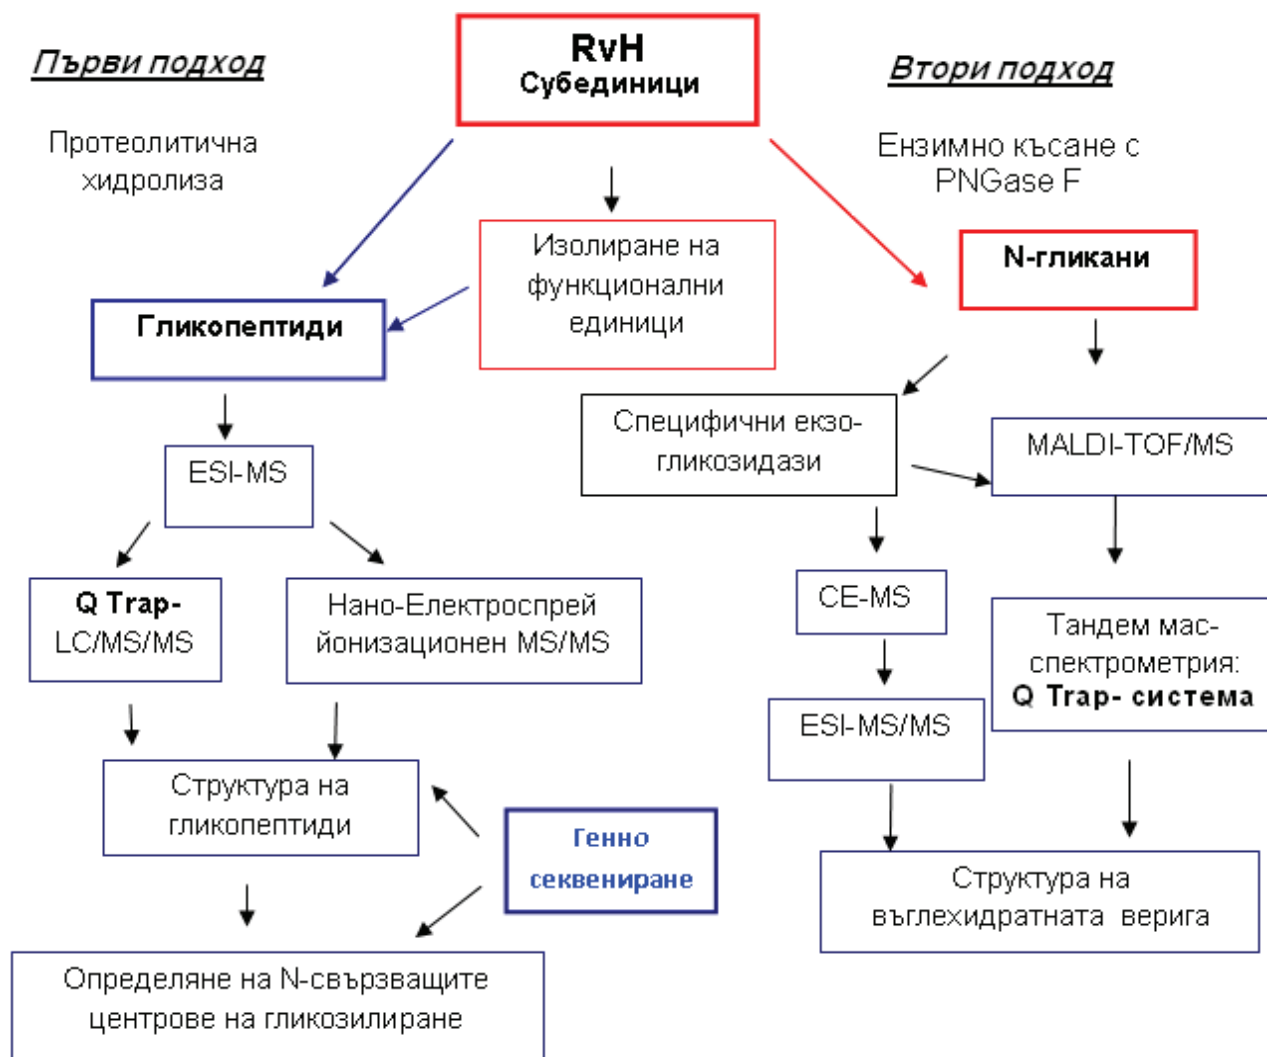 RvH
Субединици
Първи подход
Втори подход
Протеолитична
хидролиза
Ензимно късане с
PNGase F
Изолиране на
функционални
единици
N-гликани
Гликопептиди
Специфични екзо-
гликозидази
MALDI-TOF/MS
ESI-MS
Q Trap-
LC/MS/MS
Нано-Електроспрей
йонизационен MS/MS
CE-MS
Тандем мас-
спектрометрия:
Q Trap- система
ESI-MS/MS
Структура на
гликопептиди
Генно
секвениране
Структура на
въглехидратната верига
Определяне на N-свързващите
центрове на гликозилиране